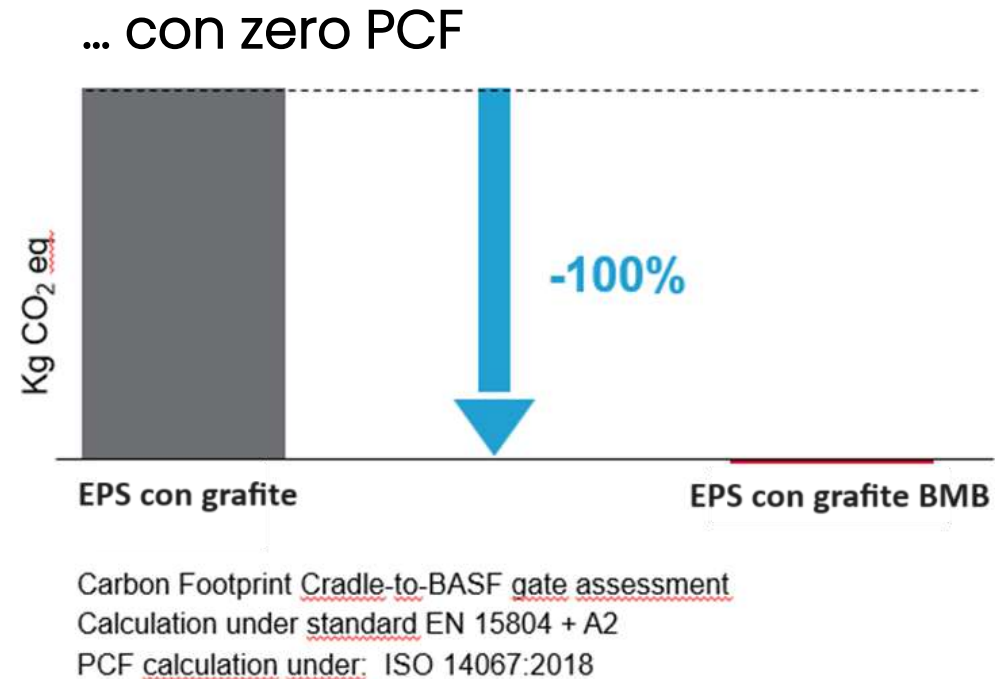 ... con zero PCF
Kg CO₂ eq.
-100%
EPS con grafite
EPS con grafite BMB
Carbon Footprint Cradle-to-BASF gate assessment
Calculation under standard EN 15804 + A2
PCF calculation under: ISO 14067:2018